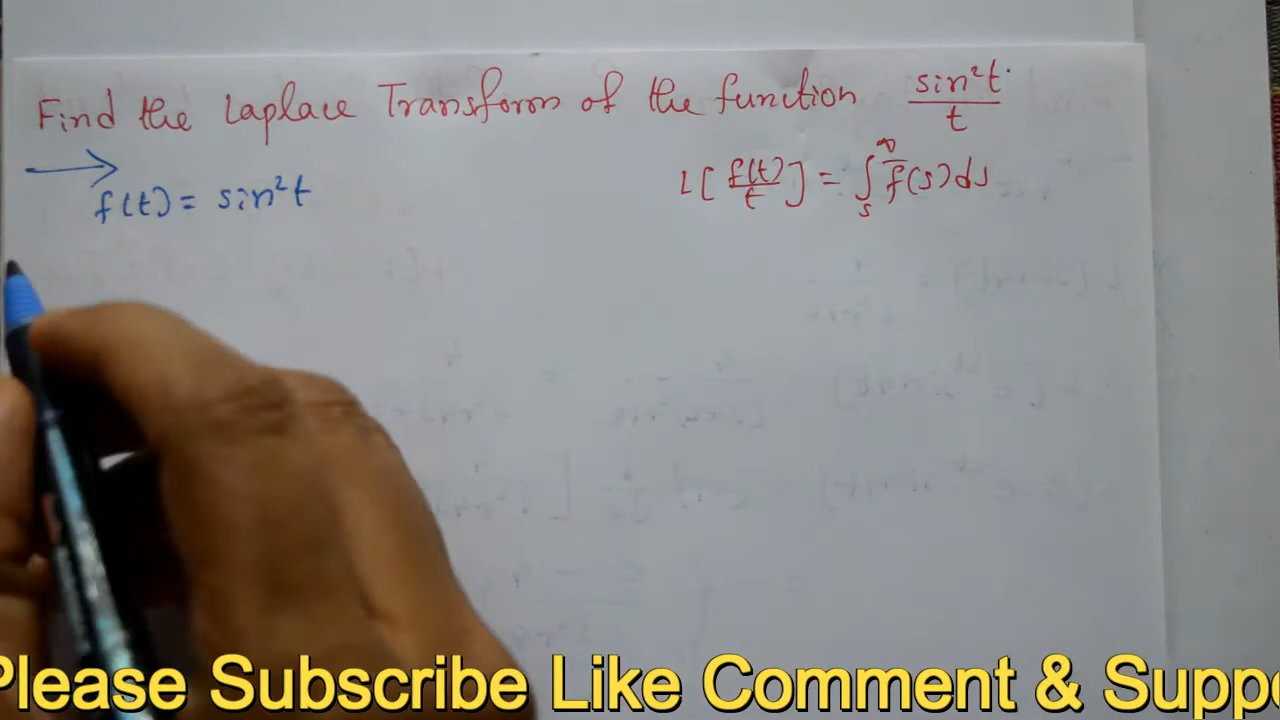 Find the Laplace Transform of the function sin²t/t
L[f(t)/t] = ∫ₛ^∞ f̅(s)ds
f(t) = sin²t
Please Subscribe Like Comment & Suppo